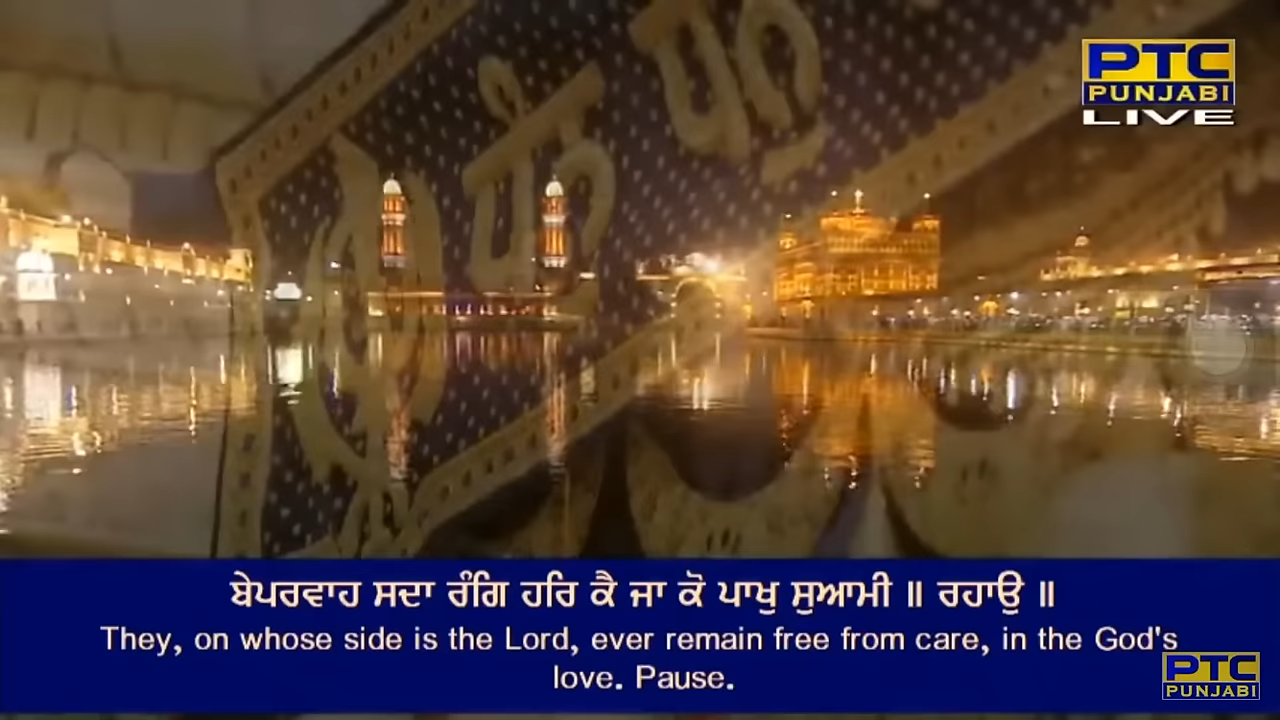 PTC
PUNJABI
LIVE
ਬੇਪਰਵਾਹ ਸਦਾ ਰੰਗਿ ਹਰਿ ਕੈ ਜਾ ਕੋ ਪਾਖੁ ਸੁਆਮੀ ॥ ਰਹਾਉ ॥
They, on whose side is the Lord, ever remain free from care, in the God's
love. Pause.
PTC
PUNJABI